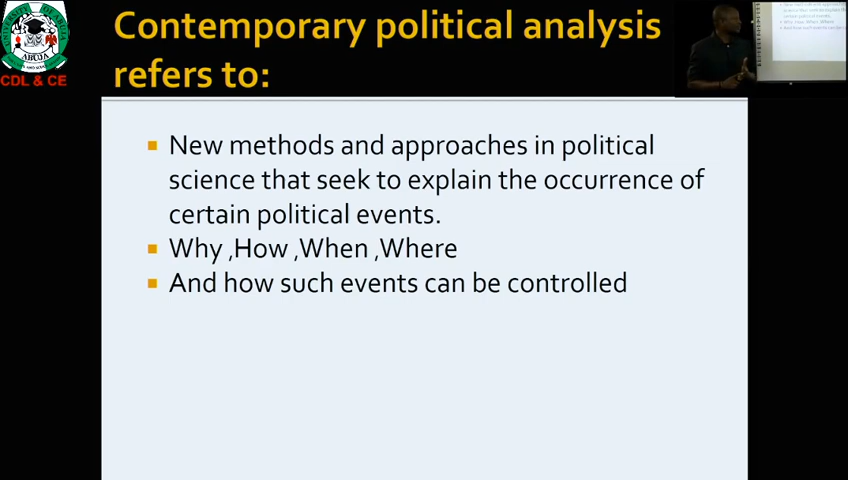 Contemporary political analysis
refers to:
New methods and approaches in political
science that seek to explain the occurrence of
certain political events.
Why ,How ,When ,Where
And how such events can be controlled
ABUJA
CDL & CE